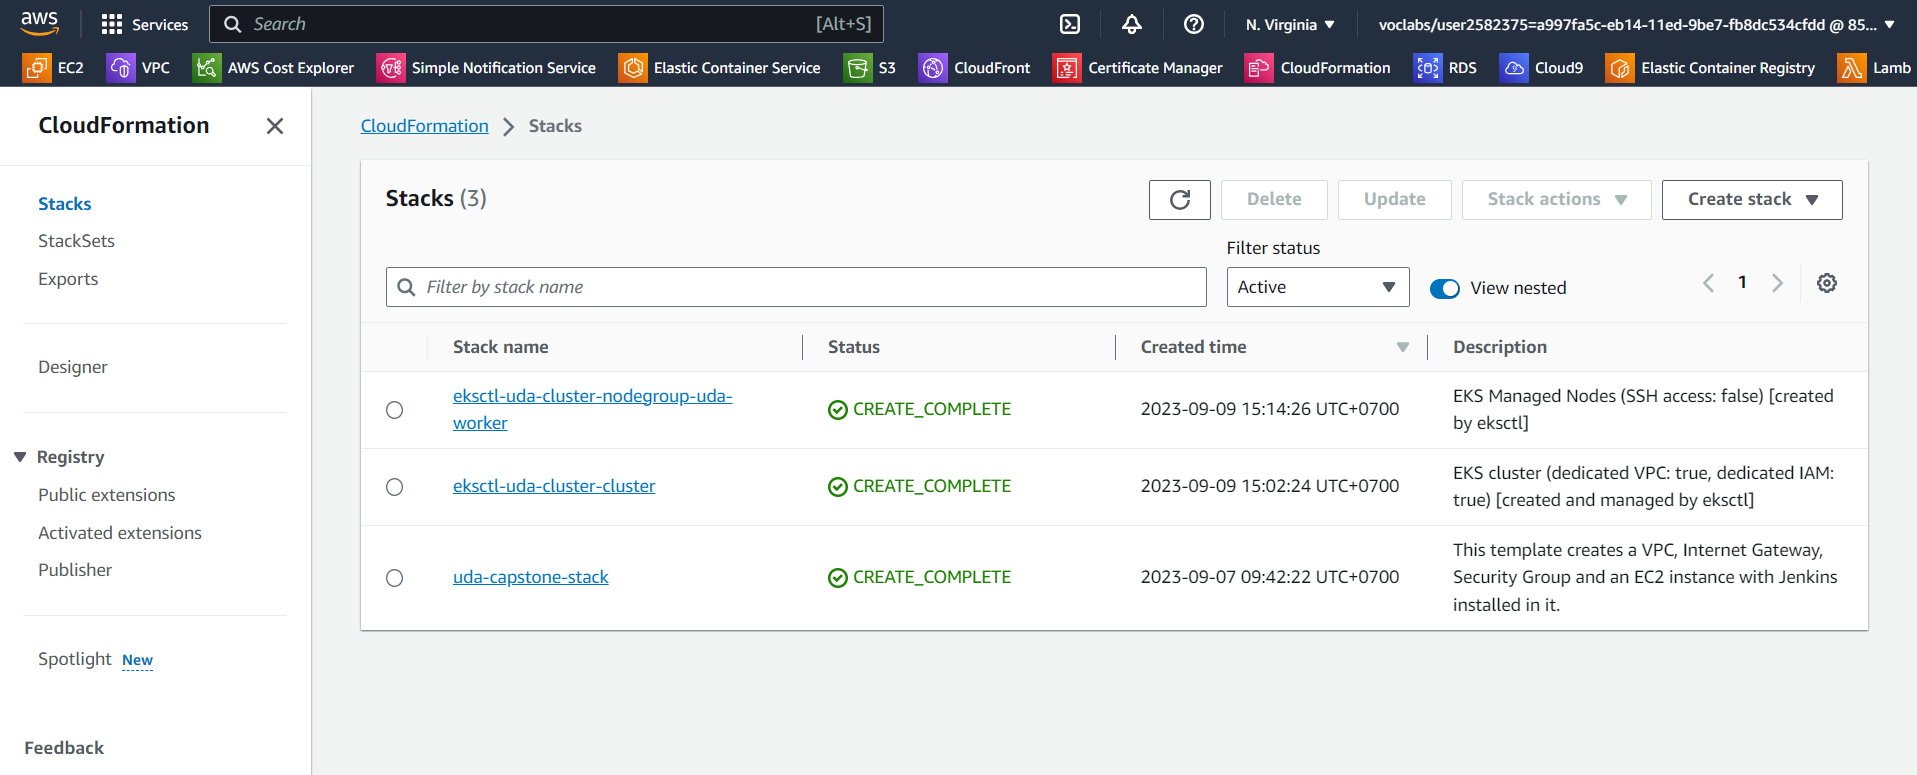 aws
Services
Search
[Alt+S]
N. Virginia
voclabs/user2582375=a997fa5c-eb14-11ed-9be7-fb8dc534cfdd @ 85...
EC2
VPC
AWS Cost Explorer
Simple Notification Service
Elastic Container Service
S3
CloudFront
Certificate Manager
CloudFormation
RDS
Cloud9
Elastic Container Registry
Lamb
CloudFormation
Stacks
StackSets
Exports
Designer
Registry
Public extensions
Activated extensions
Publisher
Spotlight New
Feedback
CloudFormation > Stacks
Stacks (3)
Delete
Update
Stack actions
Create stack
Filter status
Filter by stack name
Active
View nested
1
Stack name
Status
Created time
Description
eksctl-uda-cluster-nodegroup-uda-
worker
CREATE_COMPLETE
2023-09-09 15:14:26 UTC+0700
EKS Managed Nodes (SSH access: false) [created
by eksctl]
eksctl-uda-cluster-cluster
CREATE_COMPLETE
2023-09-09 15:02:24 UTC+0700
EKS cluster (dedicated VPC: true, dedicated IAM:
true) [created and managed by eksctl]
uda-capstone-stack
CREATE_COMPLETE
2023-09-07 09:42:22 UTC+0700
This template creates a VPC, Internet Gateway,
Security Group and an EC2 instance with Jenkins
installed in it.